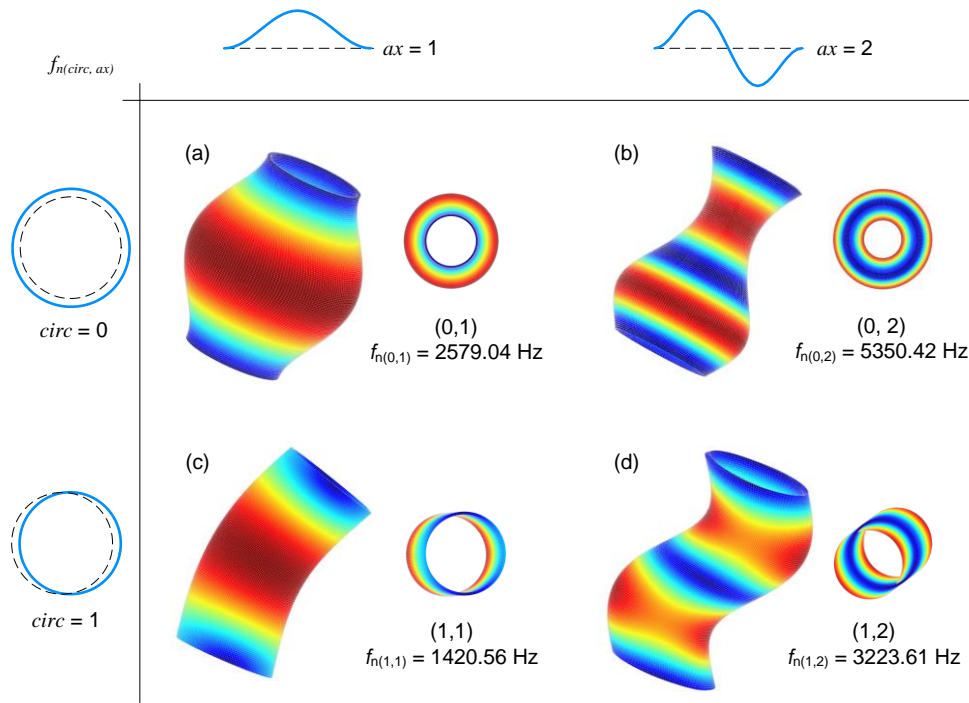 ax = 1
ax = 2
fn(circ, ax)
(a)
(b)
circ = 0
(0,1)
fn(0,1) = 2579.04 Hz
(0, 2)
fn(0,2) = 5350.42 Hz
(c)
(d)
circ = 1
(1,1)
fn(1,1) = 1420.56 Hz
(1,2)
fn(1,2) = 3223.61 Hz